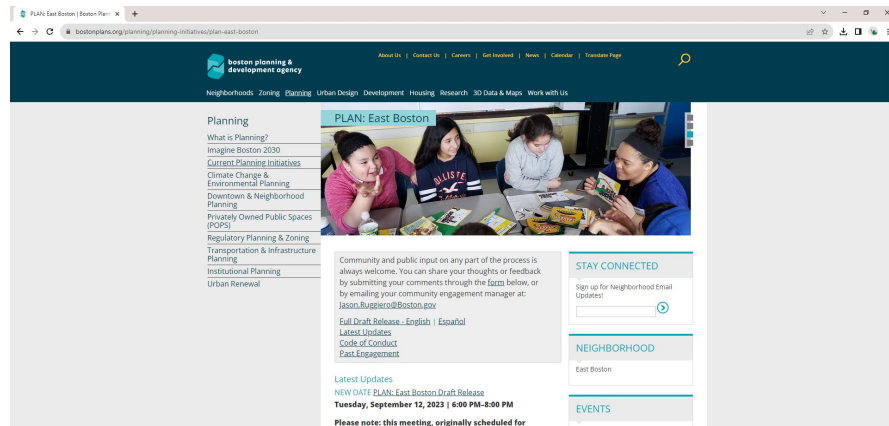 PLAN: East Boston | Boston Plan
bostonplans.org/planning/planning-initiatives/plan-east-boston
About Us | Contact Us | Careers | Get Involved | News | Calendar | Translate Page
boston planning &
development agency
Neighborhoods Zoning Planning Urban Design Development Housing Research 3D Data & Maps Work with Us
Planning
What is Planning?
Imagine Boston 2030
Current Planning Initiatives
Climate Change &
Environmental Planning
Downtown & Neighborhood
Planning
Privately Owned Public Spaces
(POPS)
Regulatory Planning & Zoning
Transportation & Infrastructure
Planning
Institutional Planning
Urban Renewal
PLAN: East Boston
HOLLISTER
Community and public input on any part of the process is
always welcome. You can share your thoughts or feedback
by submitting your comments through the form below, or
by emailing your community engagement manager at:
Jason.Ruggiero@Boston.gov
Full Draft Release - English | Español
Latest Updates
Code of Conduct
Past Engagement
Latest Updates
NEW DATE PLAN: East Boston Draft Release
Tuesday, September 12, 2023 | 6:00 PM–8:00 PM
Please note: this meeting, originally scheduled for
STAY CONNECTED
Sign up for Neighborhood Email
Updates!
NEIGHBORHOOD
East Boston
EVENTS